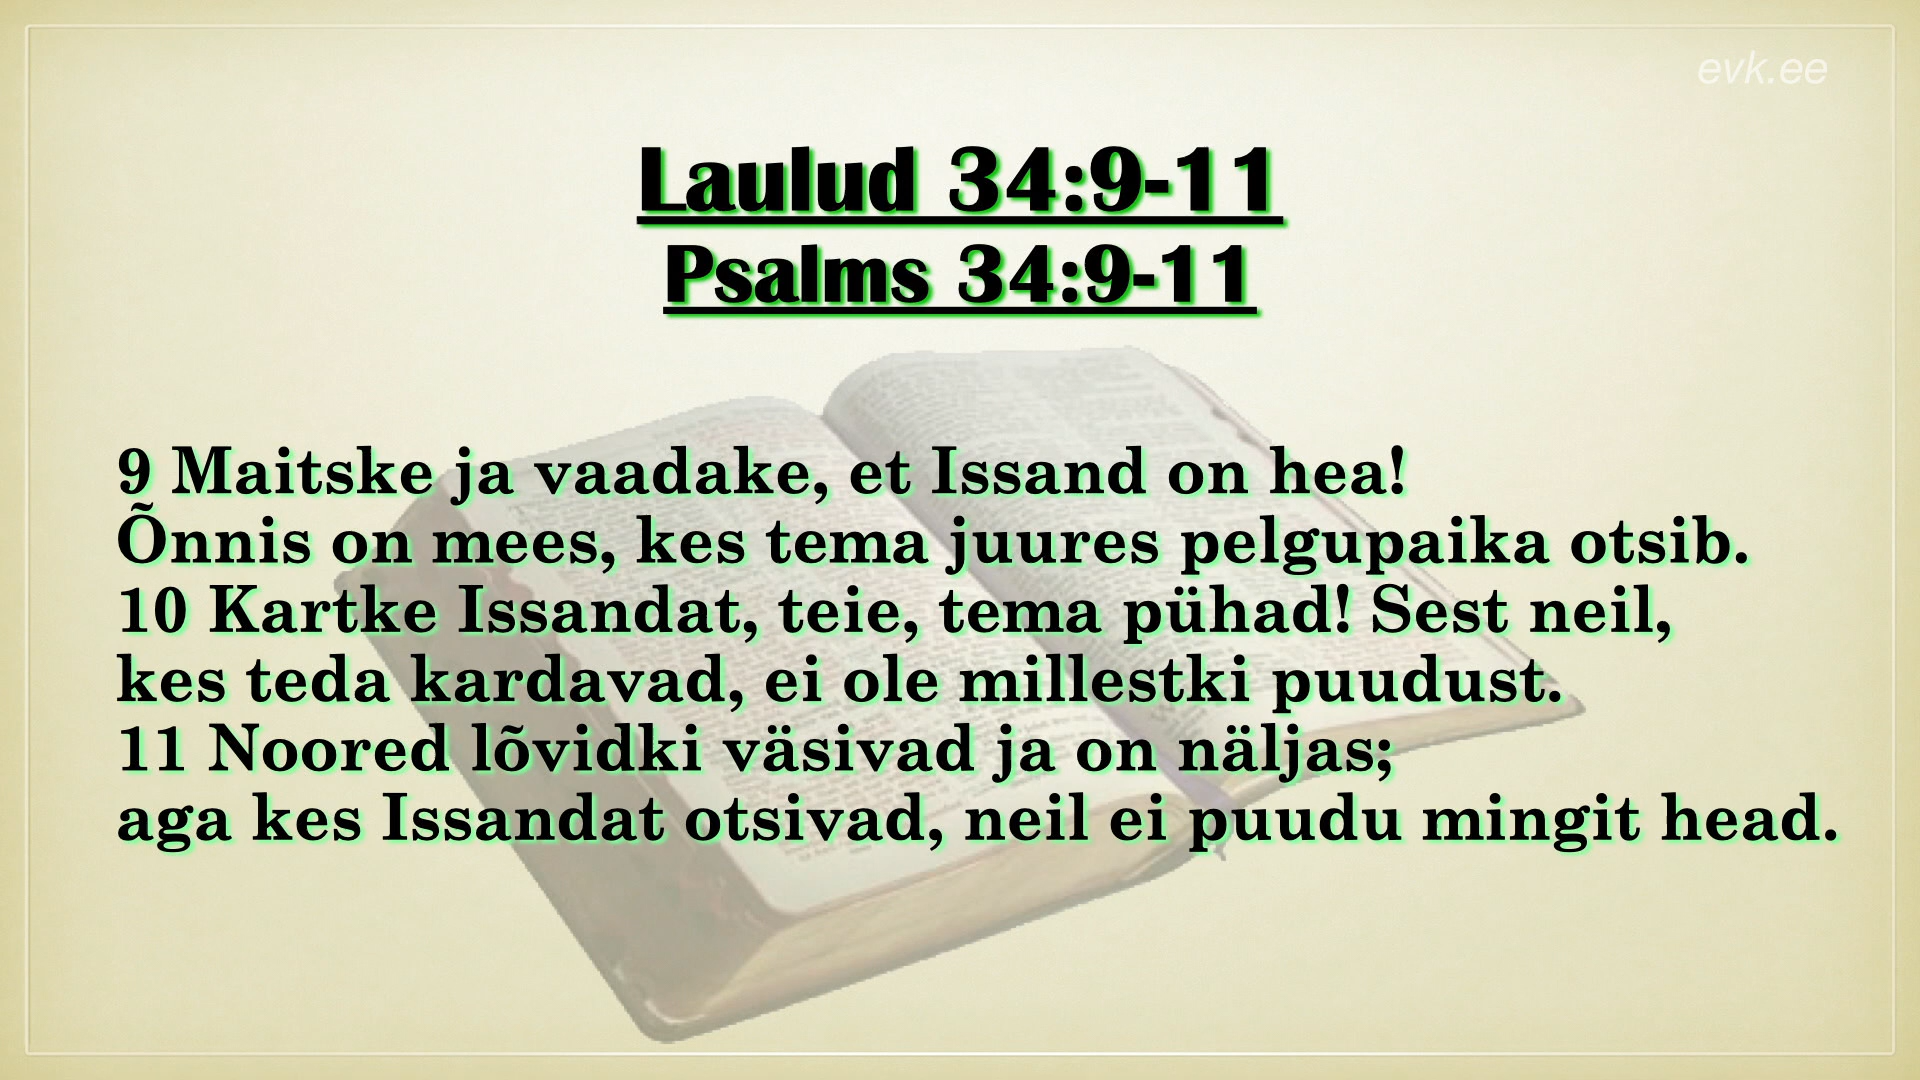 evk.ee
Laulud 34:9-11
Psalms 34:9-11
9 Maitske ja vaadake, et Issand on hea!
Õnnis on mees, kes tema juures pelgupaika otsib.
10 Kartke Issandat, teie, tema pühad! Sest neil,
kes teda kardavad, ei ole millestki puudust.
11 Noored lõvidki väsivad ja on näljas;
aga kes Issandat otsivad, neil ei puudu mingit head.